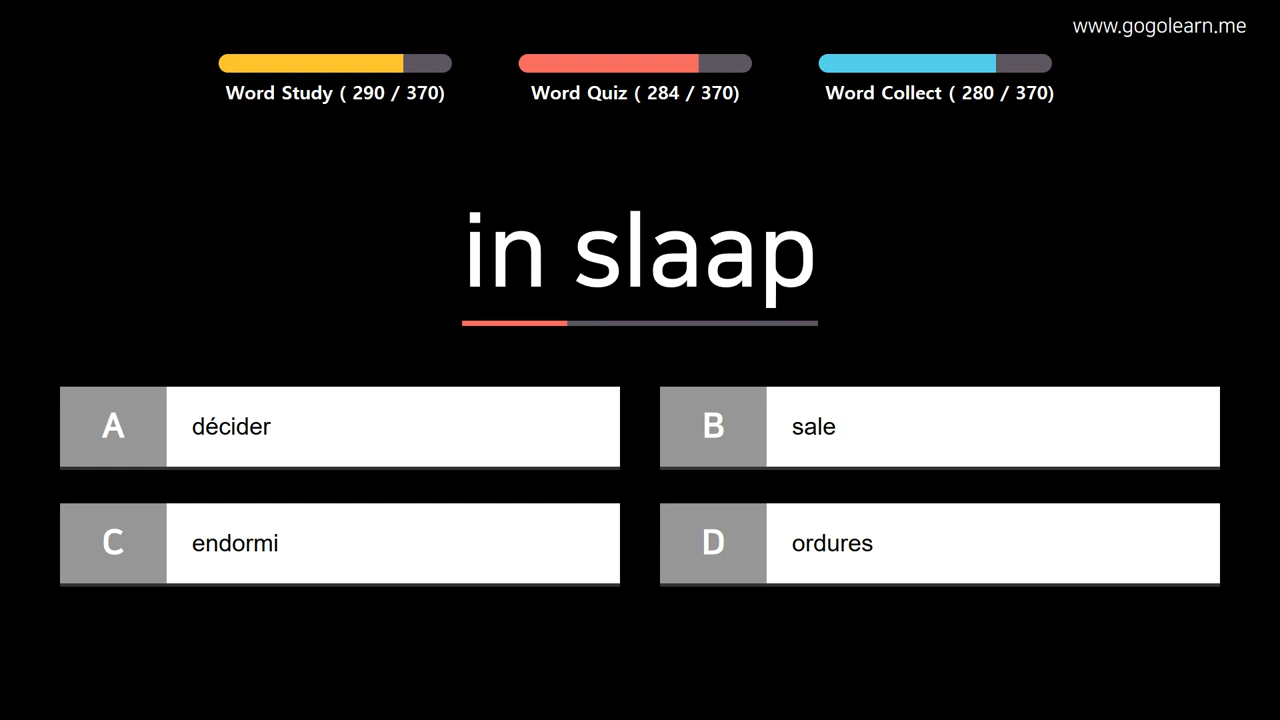 www.gogolearn.me
Word Study ( 290 / 370)
Word Quiz ( 284 / 370)
Word Collect ( 280 / 370)
in slaap
A décider
B sale
C endormi
D ordures